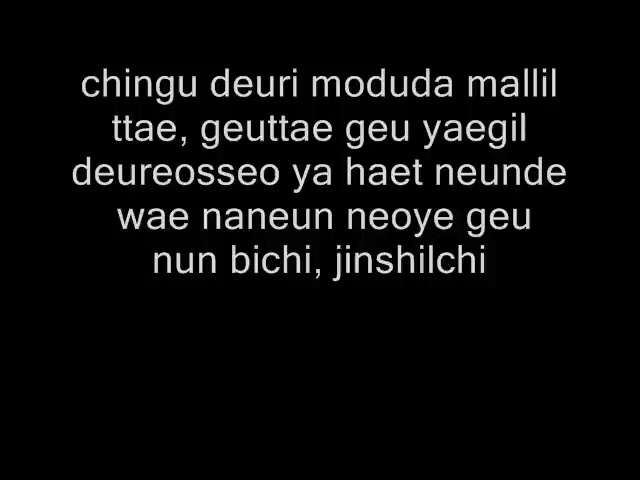 chingu deuri moduda mallil
ttae, geuttae geu yaegil
deureosseo ya haet neunde
wae naneun neoye geu
nun bichi, jinshilchi